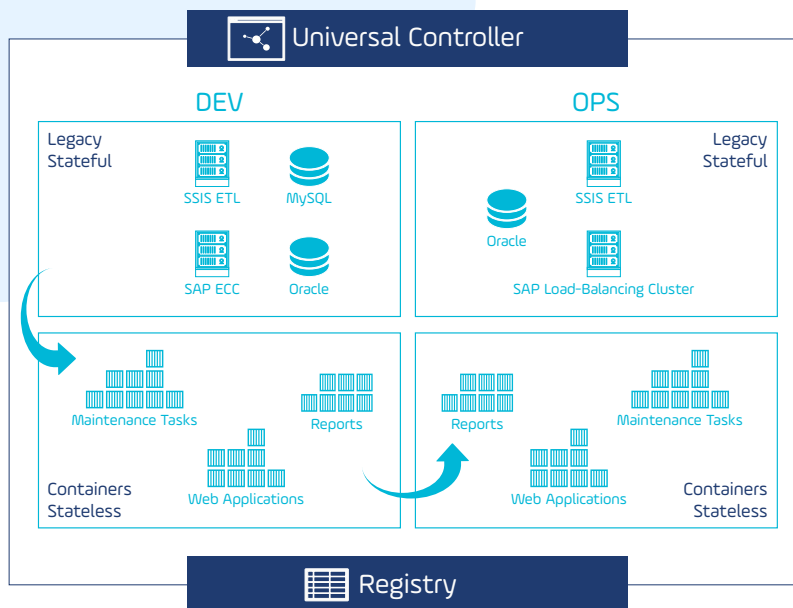 Universal Controller
DEV
OPS
Legacy
Stateful
SSIS ETL
MySQL
SAP ECC
Oracle
Legacy
Stateful
SSIS ETL
Oracle
SAP Load-Balancing Cluster
Maintenance Tasks
Reports
Web Applications
Containers
Stateless
Reports
Maintenance Tasks
Web Applications
Containers
Stateless
Registry